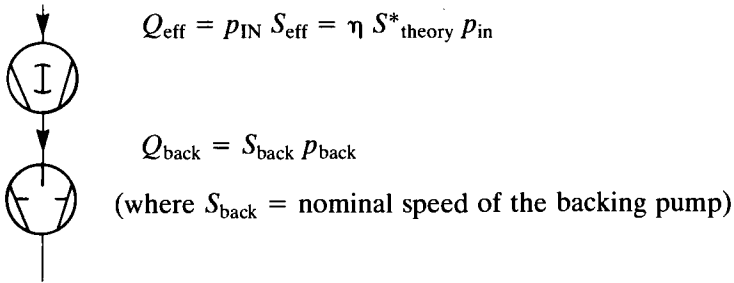 Q_eff = p_IN S_eff = η S*_theory p_in
Q_back = S_back p_back
(where S_back = nominal speed of the backing pump)